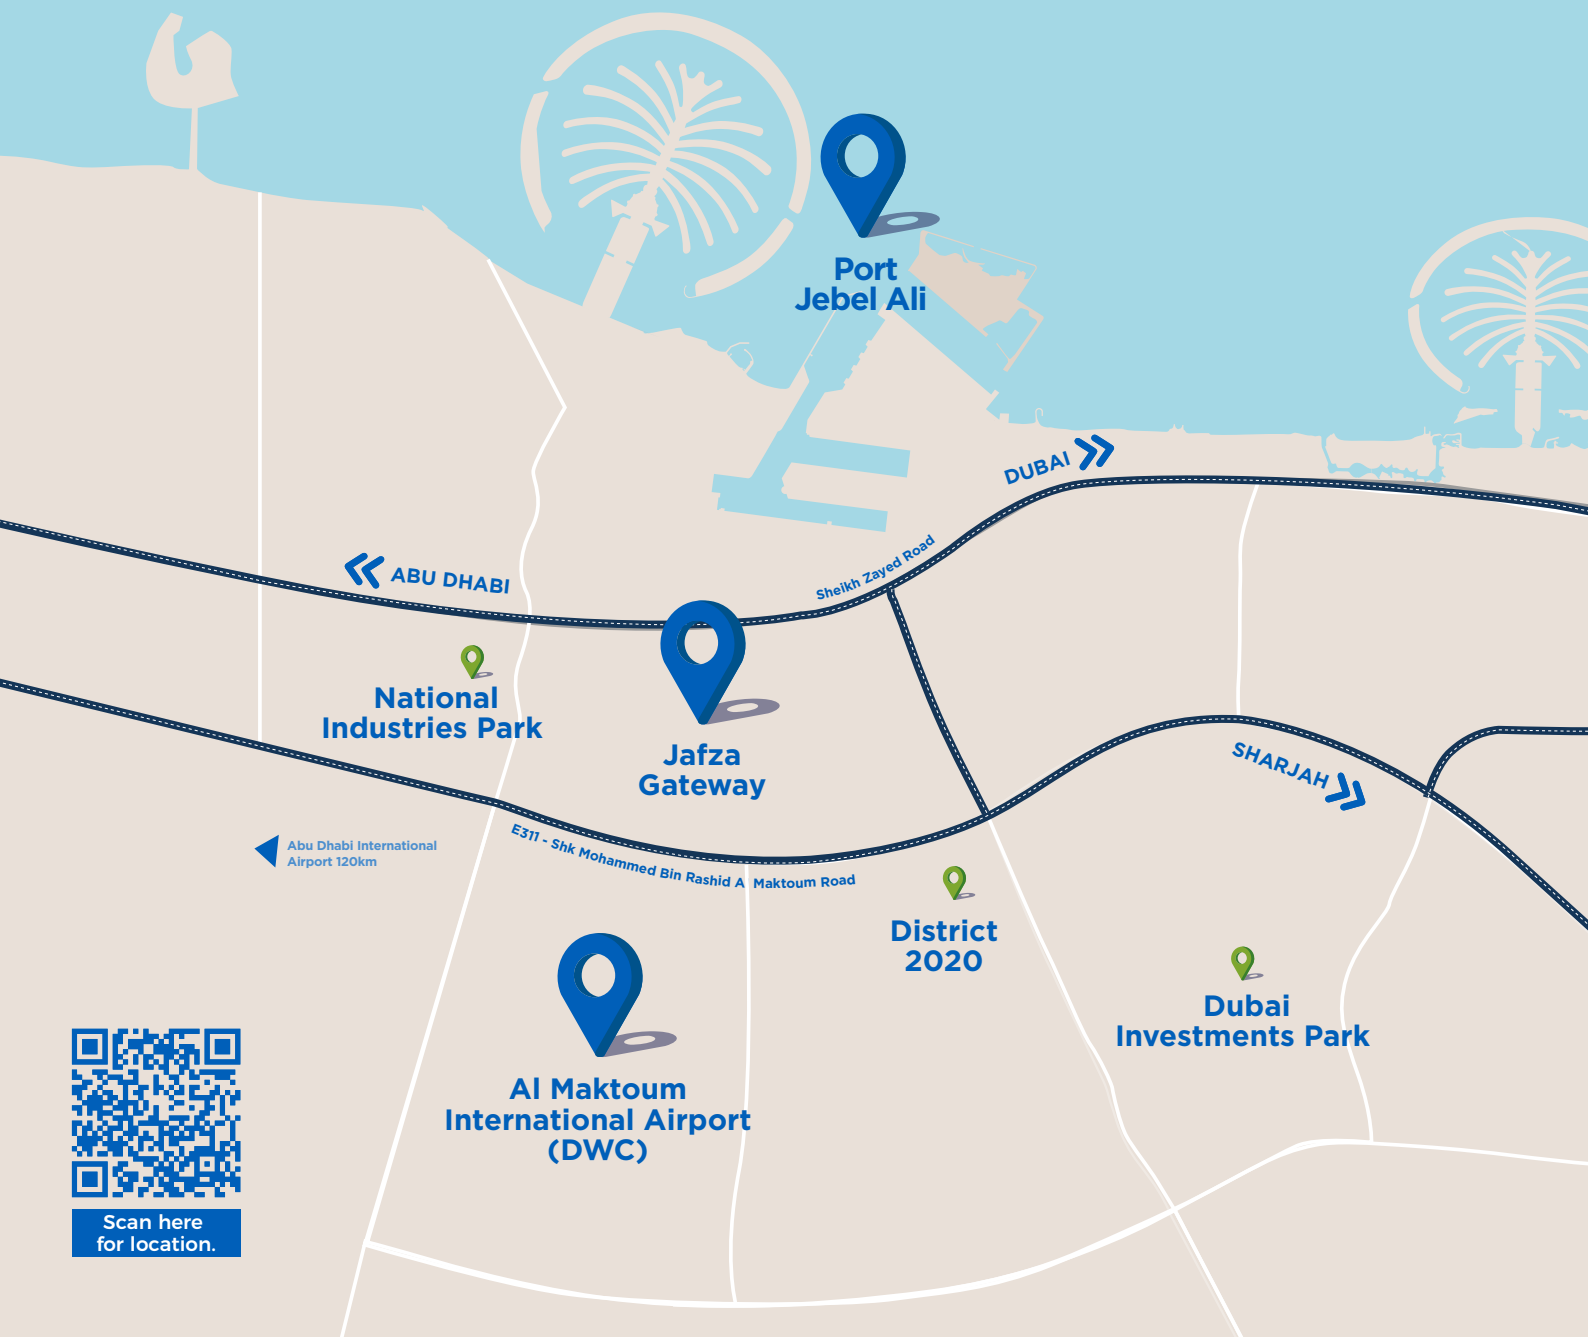 Port
Jebel Ali
DUBAI
Sheikh Zayed Road
ABU DHABI
National
Industries Park
Jafza
Gateway
SHARJAH
E311 - Shk Mohammed Bin Rashid A Maktoum Road
Abu Dhabi International
Airport 120km
District
2020
Dubai
Investments Park
Al Maktoum
International Airport
(DWC)
Scan here
for location.